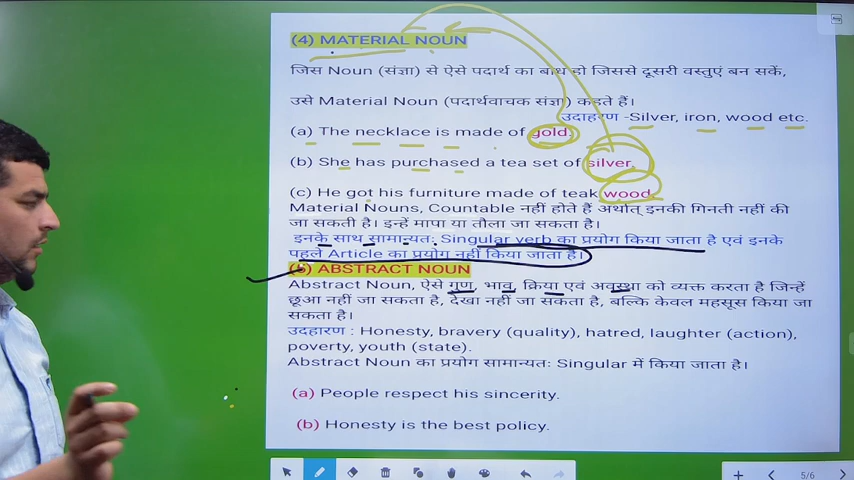 (4) MATERIAL NOUN
जिस Noun (संज्ञा) से ऐसे पदार्थ का बोध हो जिससे दूसरी वस्तुएं बन सकें,
उसे Material Noun (पदार्थवाचक संज्ञा) कहते हैं।
उदाहरण -Silver, iron, wood etc.
(a) The necklace is made of gold.
(b) She has purchased a tea set of silver.
(c) He got his furniture made of teak wood.
Material Nouns, Countable नहीं होते हैं अर्थात् इनकी गिनती नहीं की
जा सकती है। इन्हें मापा या तौला जा सकता है।
इनके साथ सामान्यतः Singular verb का प्रयोग किया जाता है एवं इनके
पहले Article का प्रयोग नहीं किया जाता है।
(5) ABSTRACT NOUN
Abstract Noun, ऐसे गुण, भाव, क्रिया एवं अवस्था को व्यक्त करता है जिन्हें
छूआ नहीं जा सकता है, देखा नहीं जा सकता है, बल्कि केवल महसूस किया जा
सकता है।
उदहारण : Honesty, bravery (quality), hatred, laughter (action),
poverty, youth (state).
Abstract Noun का प्रयोग सामान्यतः Singular में किया जाता है।
(a) People respect his sincerity.
(b) Honesty is the best policy.
5/6